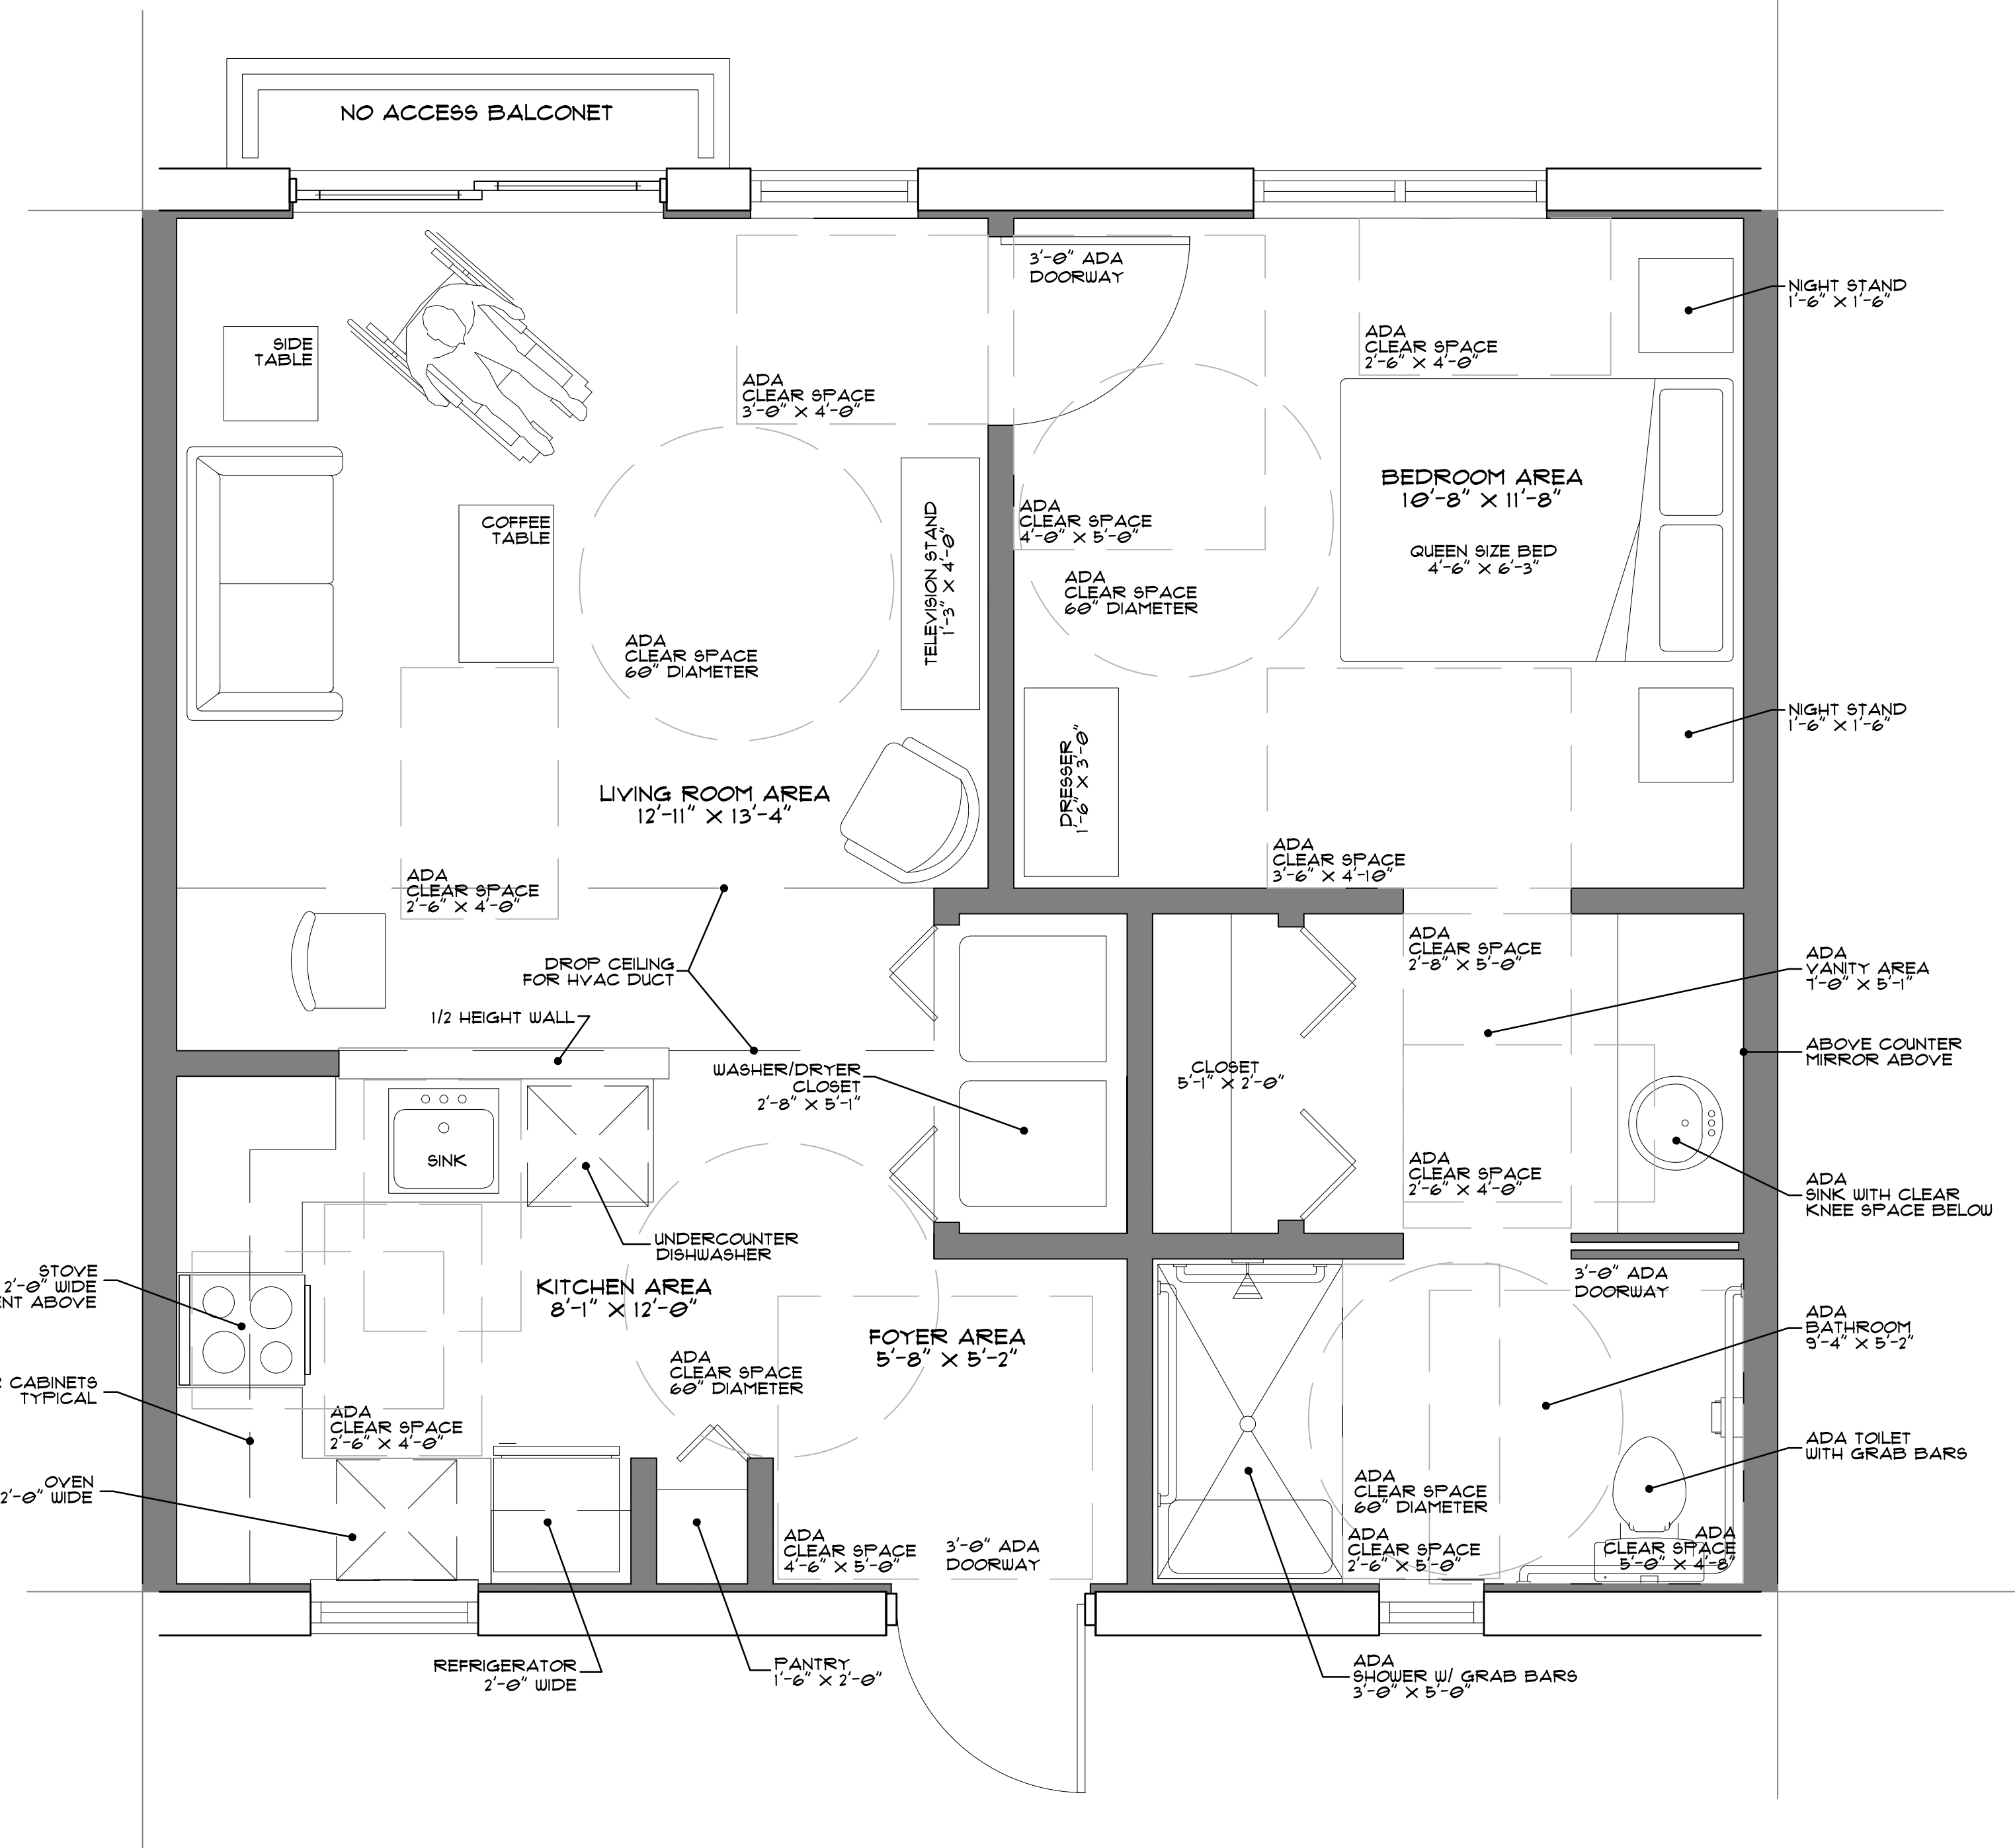 NO ACCESS BALCONET
3'-0" ADA
DOORWAY
NIGHT STAND
1'-6" X 1'-6"
SIDE
TABLE
ADA
CLEAR SPACE
2'-6" X 4'-0"
ADA
CLEAR SPACE
3'-0" X 4'-0"
BEDROOM AREA
10'-8" X 11'-8"
QUEEN SIZE BED
4'-6" X 6'-3"
COFFEE
TABLE
TELEVISION STAND
1'-3" X 4'-0"
ADA
CLEAR SPACE
4'-0" X 5'-0"
ADA
CLEAR SPACE
60" DIAMETER
ADA
CLEAR SPACE
60" DIAMETER
NIGHT STAND
1'-6" X 1'-6"
DRESSER
1'-6" X 3'-0"
LIVING ROOM AREA
12'-11" X 13'-4"
ADA
CLEAR SPACE
3'-6" X 4'-10"
ADA
CLEAR SPACE
2'-6" X 4'-0"
ADA
CLEAR SPACE
2'-8" X 5'-0"
DROP CEILING
FOR HVAC DUCT
ADA
VANITY AREA
7'-0" X 5'-1"
1/2 HEIGHT WALL
ABOVE COUNTER
MIRROR ABOVE
WASHER/DRYER
CLOSET
2'-8" X 5'-1"
CLOSET
5'-1" X 2'-0"
SINK
ADA
CLEAR SPACE
2'-6" X 4'-0"
ADA
SINK WITH CLEAR
KNEE SPACE BELOW
UNDERCOUNTER
DISHWASHER
STOVE
2'-0" WIDE
ENT ABOVE
KITCHEN AREA
8'-1" X 12'-0"
3'-0" ADA
DOORWAY
FOYER AREA
5'-8" X 5'-2"
ADA
BATHROOM
9'-4" X 5'-2"
ADA
CLEAR SPACE
60" DIAMETER
R CABINETS
TYPICAL
ADA
CLEAR SPACE
2'-6" X 4'-0"
ADA TOILET
WITH GRAB BARS
OVEN
2'-0" WIDE
ADA
CLEAR SPACE
60" DIAMETER
ADA
CLEAR SPACE
4'-6" X 5'-0"
3'-0" ADA
DOORWAY
ADA
CLEAR SPACE
2'-6" X 5'-0"
ADA
CLEAR SPACE
5'-0" X 4'-8"
REFRIGERATOR
2'-0" WIDE
PANTRY
1'-6" X 2'-0"
ADA
SHOWER W/ GRAB BARS
3'-0" X 5'-0"